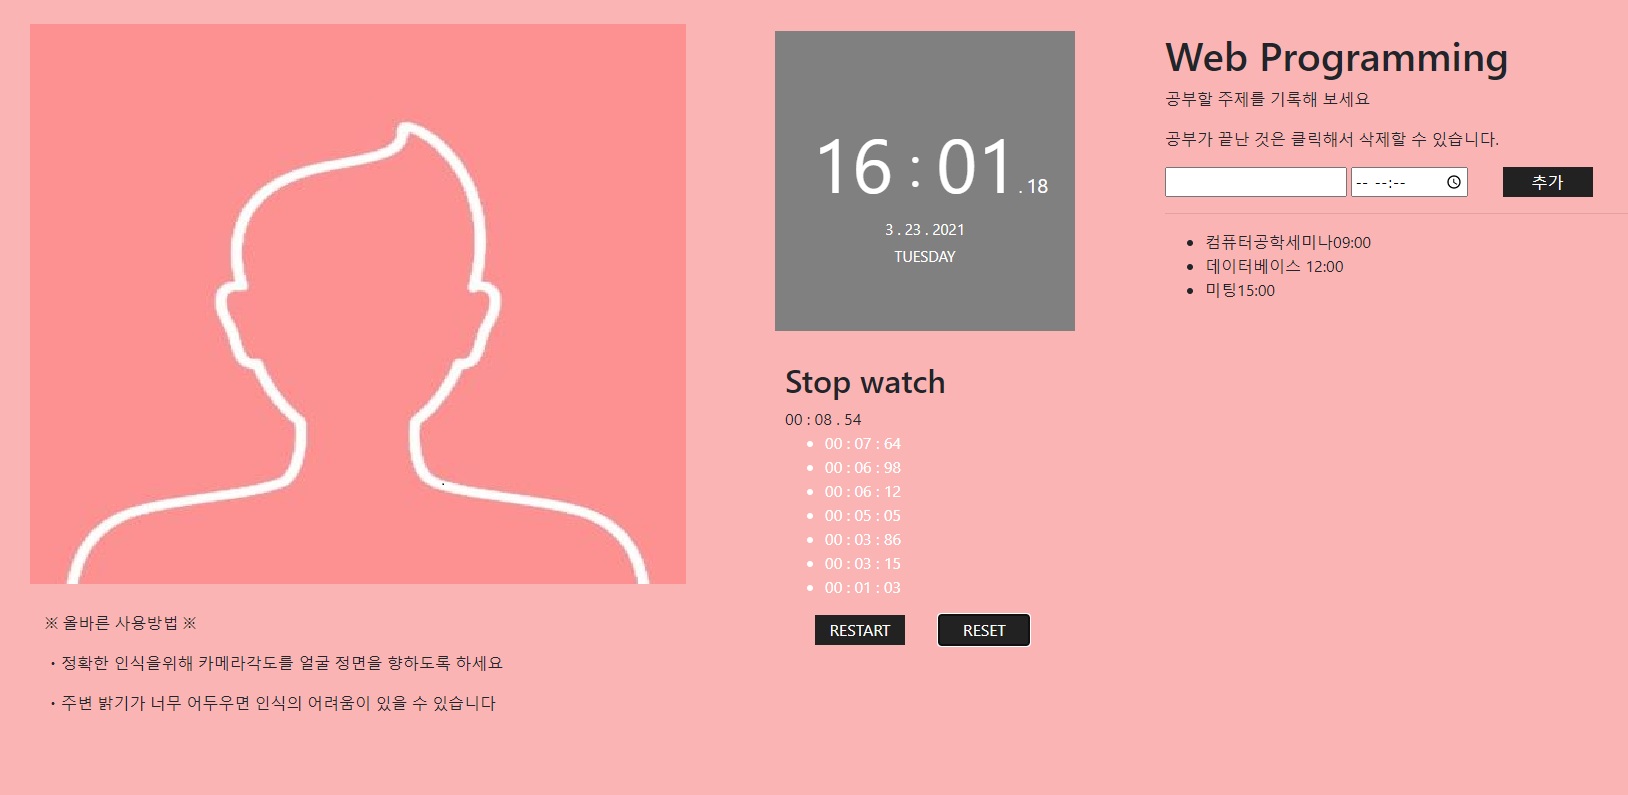 ※ 올바른 사용방법 ※
・정확한 인식을위해 카메라각도를 얼굴 정면을 향하도록 하세요
・주변 밝기가 너무 어두우면 인식의 어려움이 있을 수 있습니다
16 : 01 . 18
3 . 23 . 2021
TUESDAY
Stop watch
00 : 08 . 54
• 00 : 07 : 64
• 00 : 06 : 98
• 00 : 06 : 12
• 00 : 05 : 05
• 00 : 03 : 86
• 00 : 03 : 15
• 00 : 01 : 03
RESTART RESET
Web Programming
공부할 주제를 기록해 보세요
공부가 끝난 것은 클릭해서 삭제할 수 있습니다.
-- --:-- 추가
• 컴퓨터공학세미나09:00
• 데이터베이스 12:00
• 미팅15:00